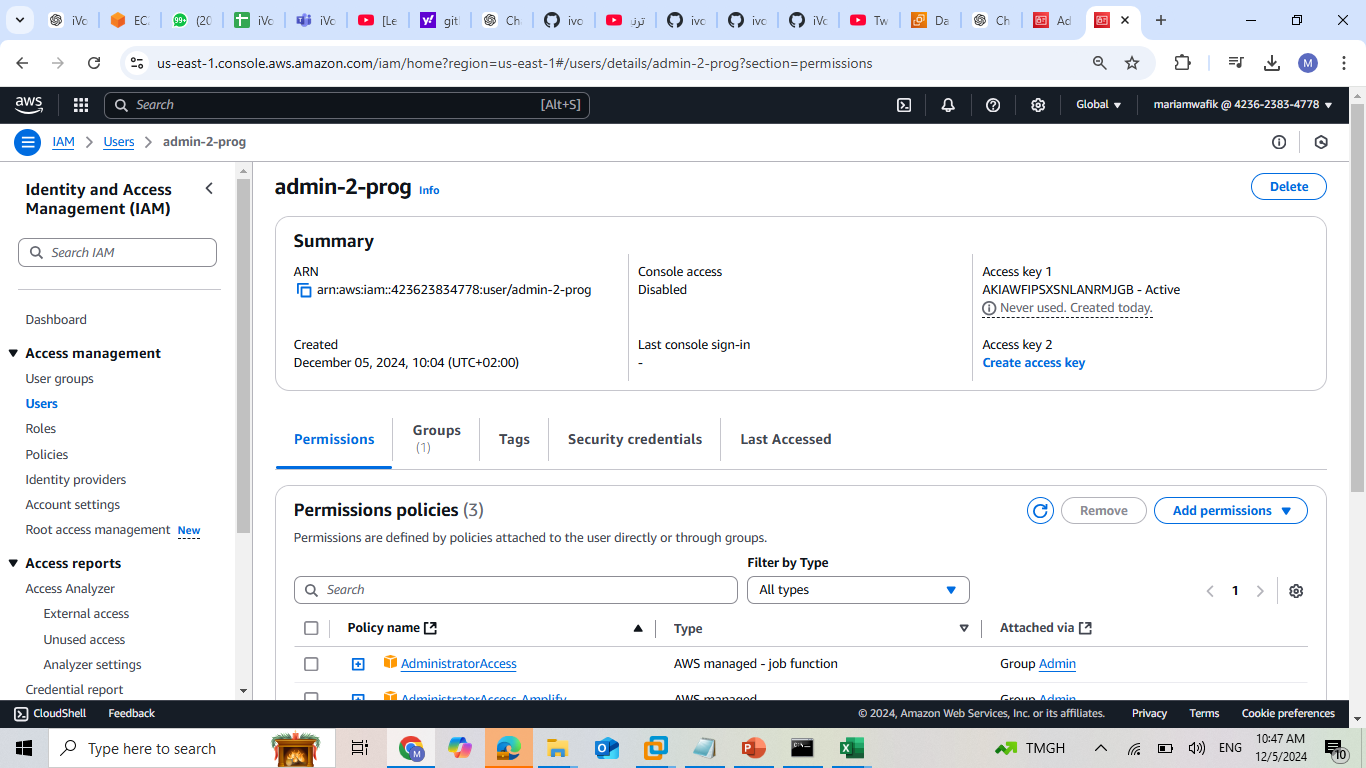 iVo
EC
99+ (20
iVo
iVo
[Le
git
Ch
ivo
ترن
ivo
ivo
iVo
Tw
Da
Ch
Ad
us-east-1.console.aws.amazon.com/iam/home?region=us-east-1#/users/details/admin-2-prog?section=permissions
M
aws
Search [Alt+S]
Global
mariamwafik @ 4236-2383-4778
IAM > Users > admin-2-prog
Identity and Access
Management (IAM)
Search IAM
Dashboard
Access management
User groups
Users
Roles
Policies
Identity providers
Account settings
Root access management New
Access reports
Access Analyzer
External access
Unused access
Analyzer settings
Credential report
admin-2-prog Info
Delete
Summary
ARN
arn:aws:iam::423623834778:user/admin-2-prog
Console access
Disabled
Access key 1
AKIAWFIPSXSNLANRMJGB - Active
Never used. Created today.
Created
December 05, 2024, 10:04 (UTC+02:00)
Last console sign-in
-
Access key 2
Create access key
Permissions
Groups
(1)
Tags
Security credentials
Last Accessed
Permissions policies (3)
Remove
Add permissions
Permissions are defined by policies attached to the user directly or through groups.
Filter by Type
Search
All types
1
Policy name
Type
Attached via
AdministratorAccess
AWS managed - job function
Group Admin
AdministratorAccess-Amplify
AWS managed
Group Admin
CloudShell
Feedback
© 2024, Amazon Web Services, Inc. or its affiliates.
Privacy
Terms
Cookie preferences
Type here to search
TMGH
ENG
10:47 AM
12/5/2024
10